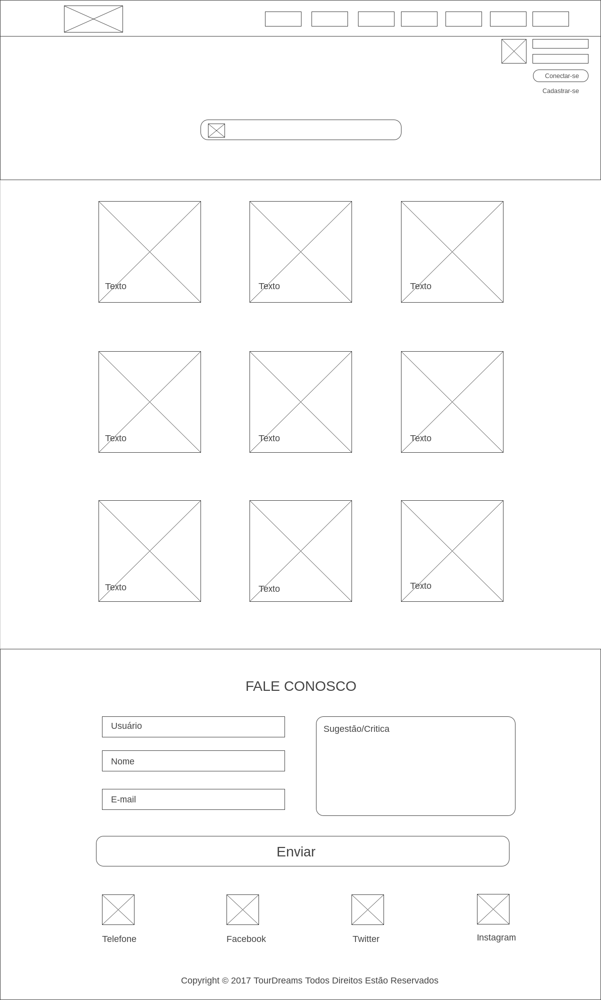 Conectar-se
Cadastrar-se
Texto
Texto
Texto
Texto
Texto
Texto
Texto
Texto
Texto
FALE CONOSCO
Usuário
Sugestão/Critica
Nome
E-mail
Enviar
Telefone
Facebook
Twitter
Instagram
Copyright © 2017 TourDreams Todos Direitos Estão Reservados